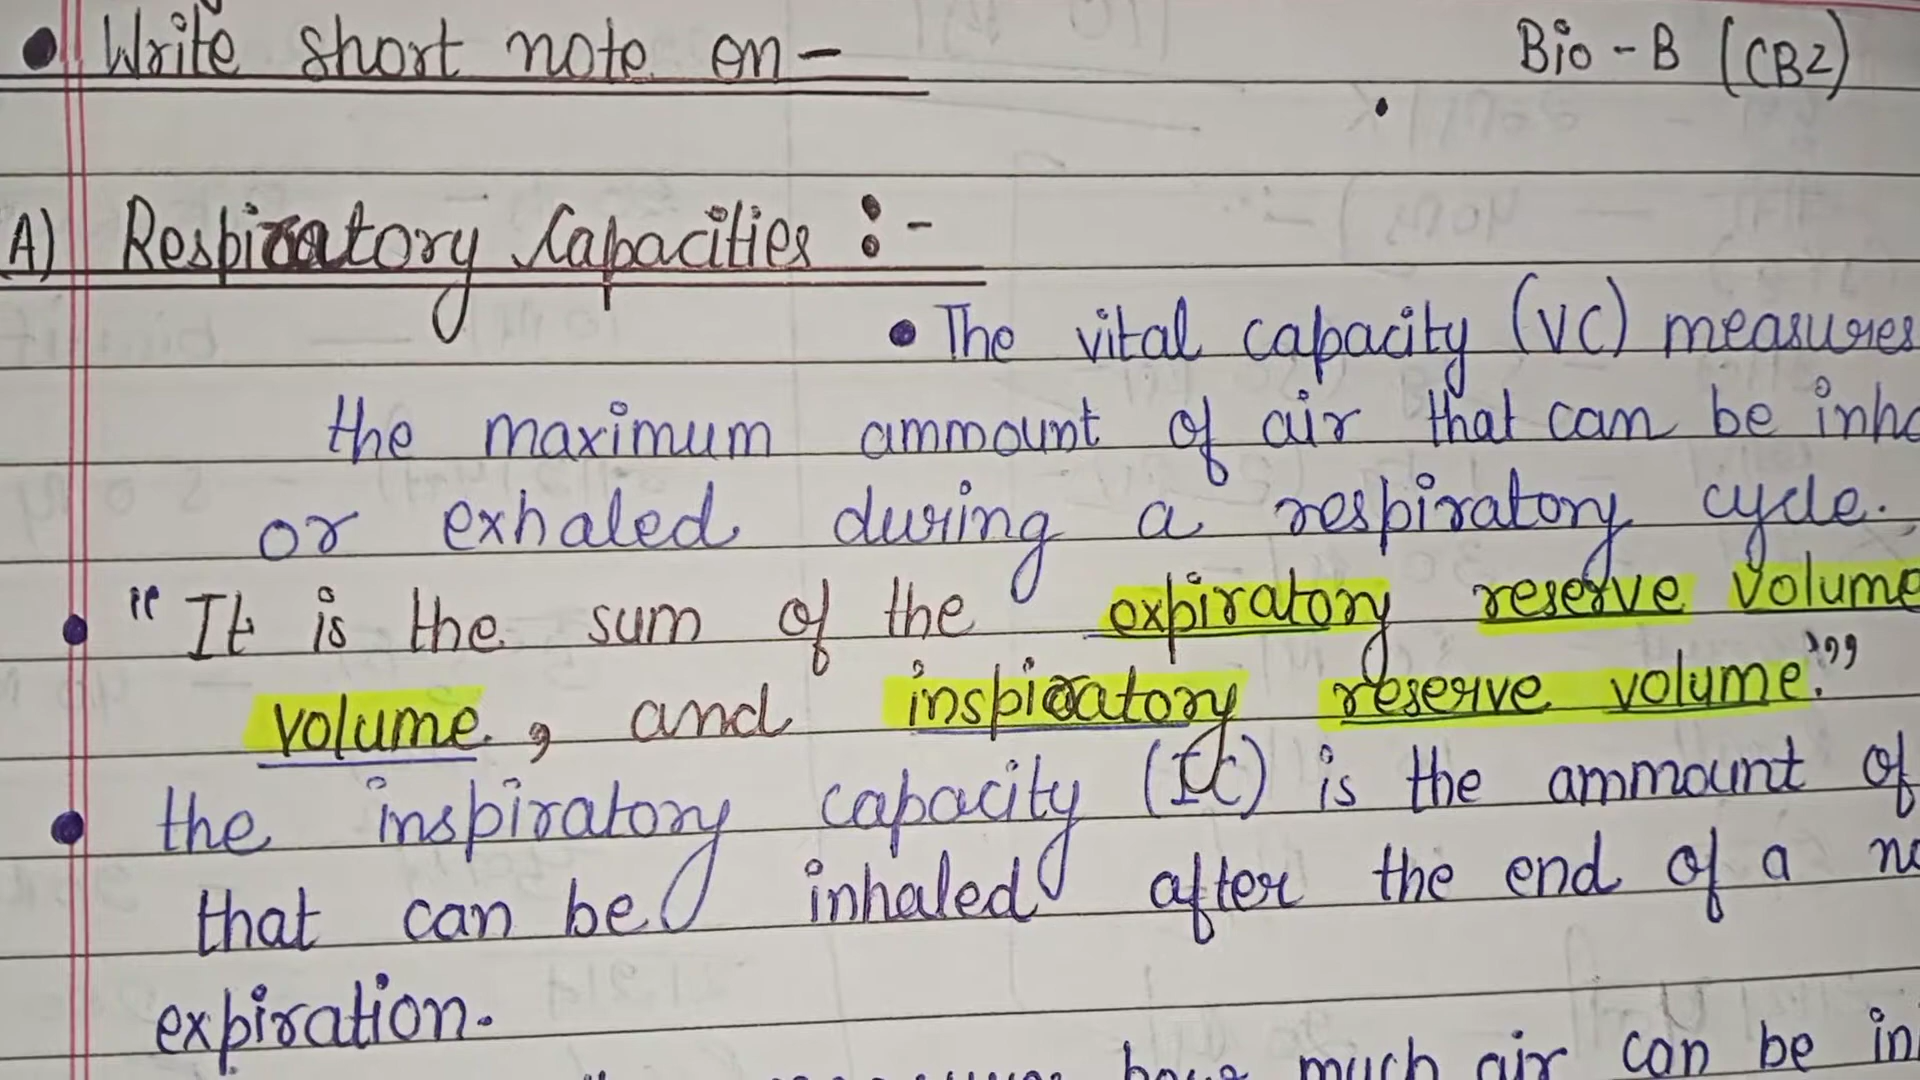 • Write short note on-
Bio-B (CB2)
A) Respiratory Capacities :-
• The vital capacity (VC) measures
the maximum ammount of air that can be inha
or exhaled during a respiratory cycle.
• "It is the sum of the expiratory reserve volume
volume, and inspiratory reserve volume."
• the inspiratory capacity (IC) is the ammount of
that can be inhaled after the end of a no
expiration.
much air can be in